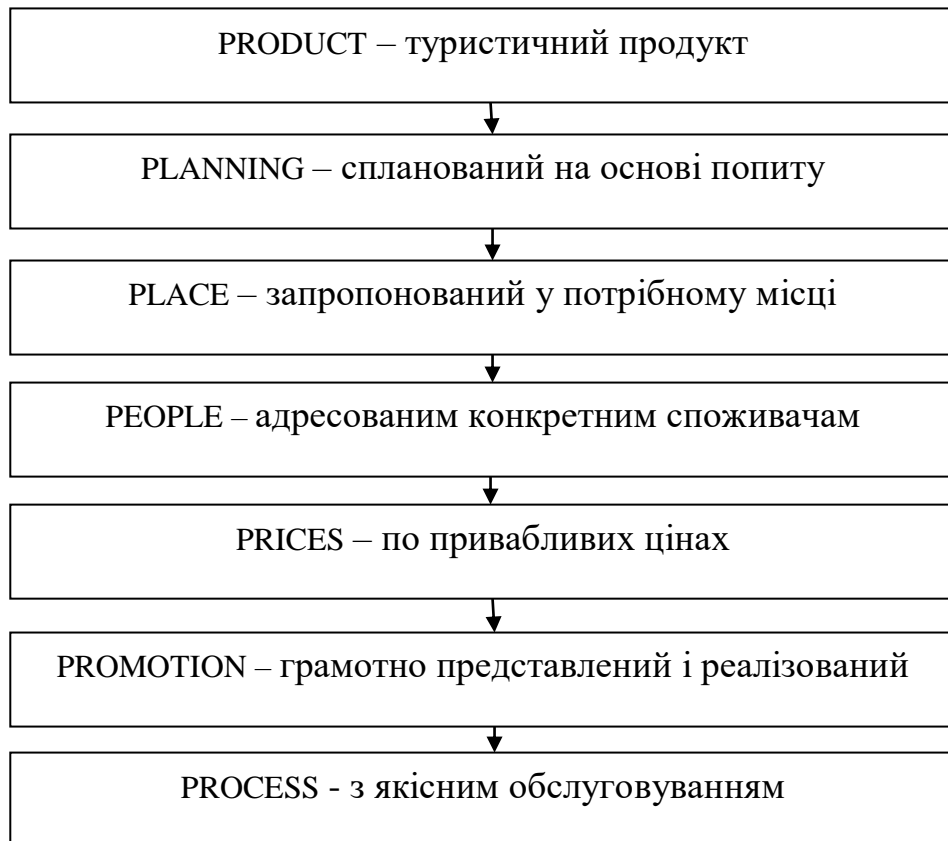 PRODUCT – туристичний продукт
PLANNING – спланований на основі попиту
PLACE – запропонований у потрібному місці
PEOPLE – адресованим конкретним споживачам
PRICES – по привабливих цінах
PROMOTION – грамотно представлений і реалізований
PROCESS - з якісним обслуговуванням